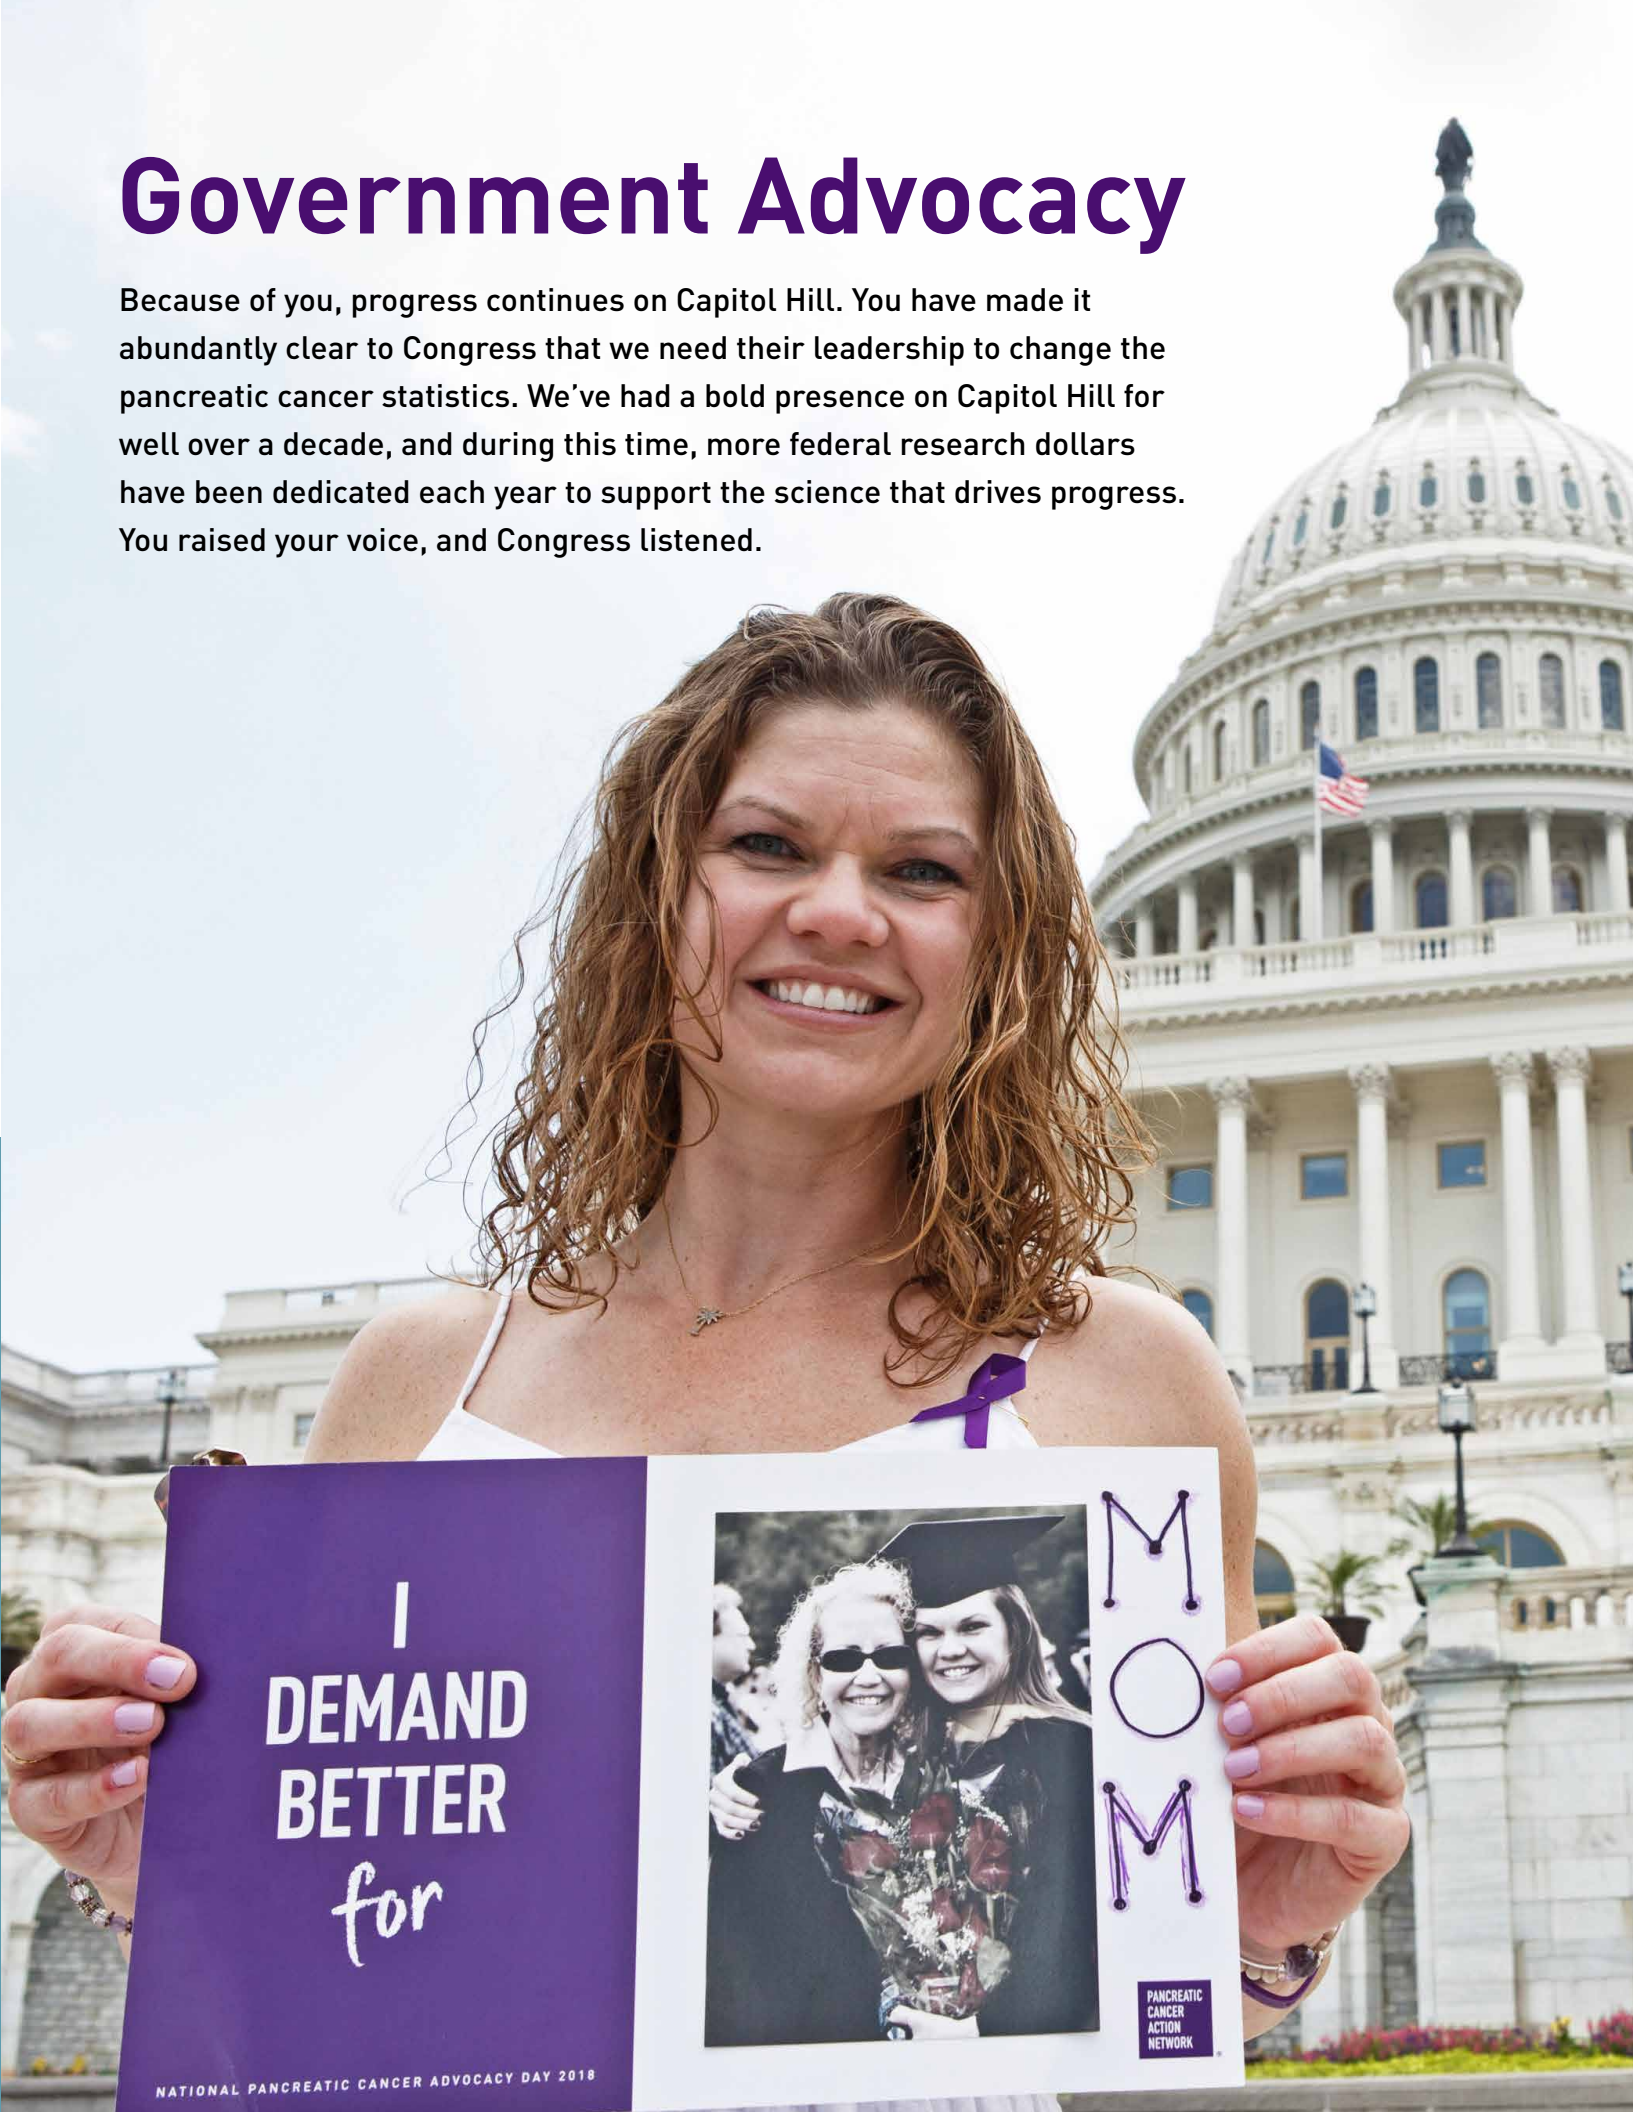 Government Advocacy
Because of you, progress continues on Capitol Hill. You have made it
abundantly clear to Congress that we need their leadership to change the
pancreatic cancer statistics. We’ve had a bold presence on Capitol Hill for
well over a decade, and during this time, more federal research dollars
have been dedicated each year to support the science that drives progress.
You raised your voice, and Congress listened.
I
DEMAND
BETTER
for
NATIONAL PANCREATIC CANCER ADVOCACY DAY 2018
M
O
M
PANCREATIC
CANCER
ACTION
NETWORK